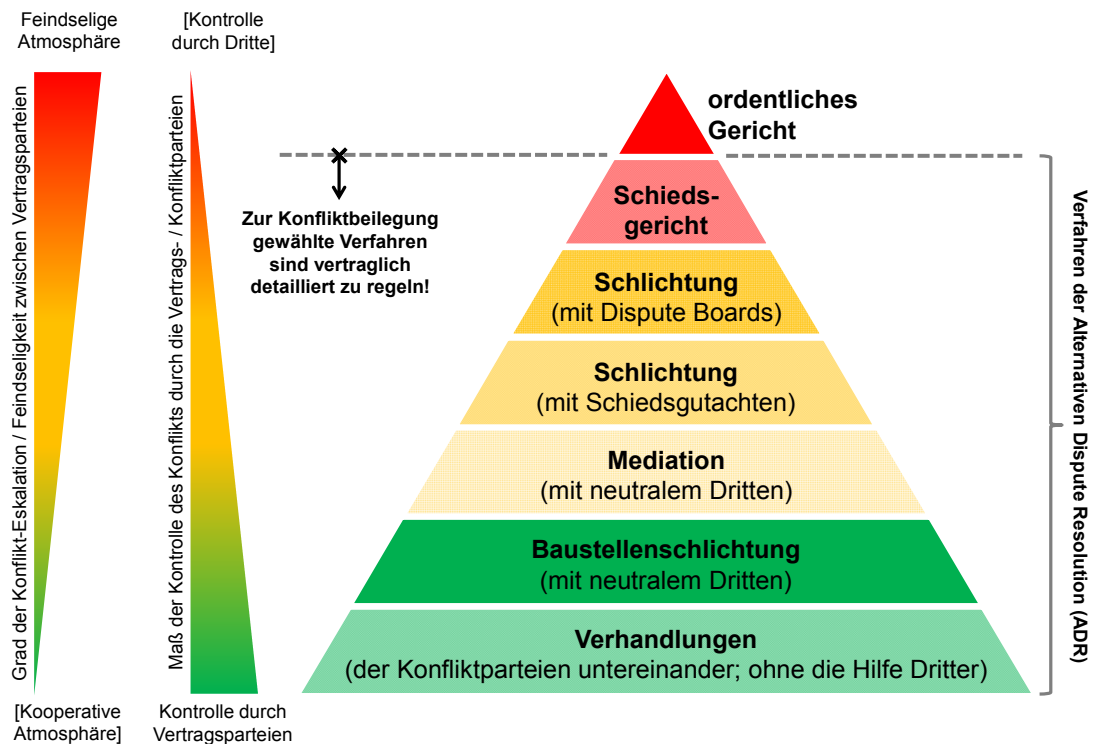 Feindselige
Atmosphäre
[Kontrolle
durch Dritte]
Grad der Konflikt-Eskalation / Feindseligkeit zwischen Vertragsparteien
Maß der Kontrolle des Konflikts durch die Vertrags- / Konfliktparteien
[Kooperative
Atmosphäre]
Kontrolle durch
Vertragsparteien
Zur Konfliktbeilegung
gewählte Verfahren
sind vertraglich
detailliert zu regeln!
ordentliches
Gericht
Schieds-
gericht
Schlichtung
(mit Dispute Boards)
Schlichtung
(mit Schiedsgutachten)
Mediation
(mit neutralem Dritten)
Baustellenschlichtung
(mit neutralem Dritten)
Verhandlungen
(der Konfliktparteien untereinander; ohne die Hilfe Dritter)
Verfahren der Alternativen Dispute Resolution (ADR)